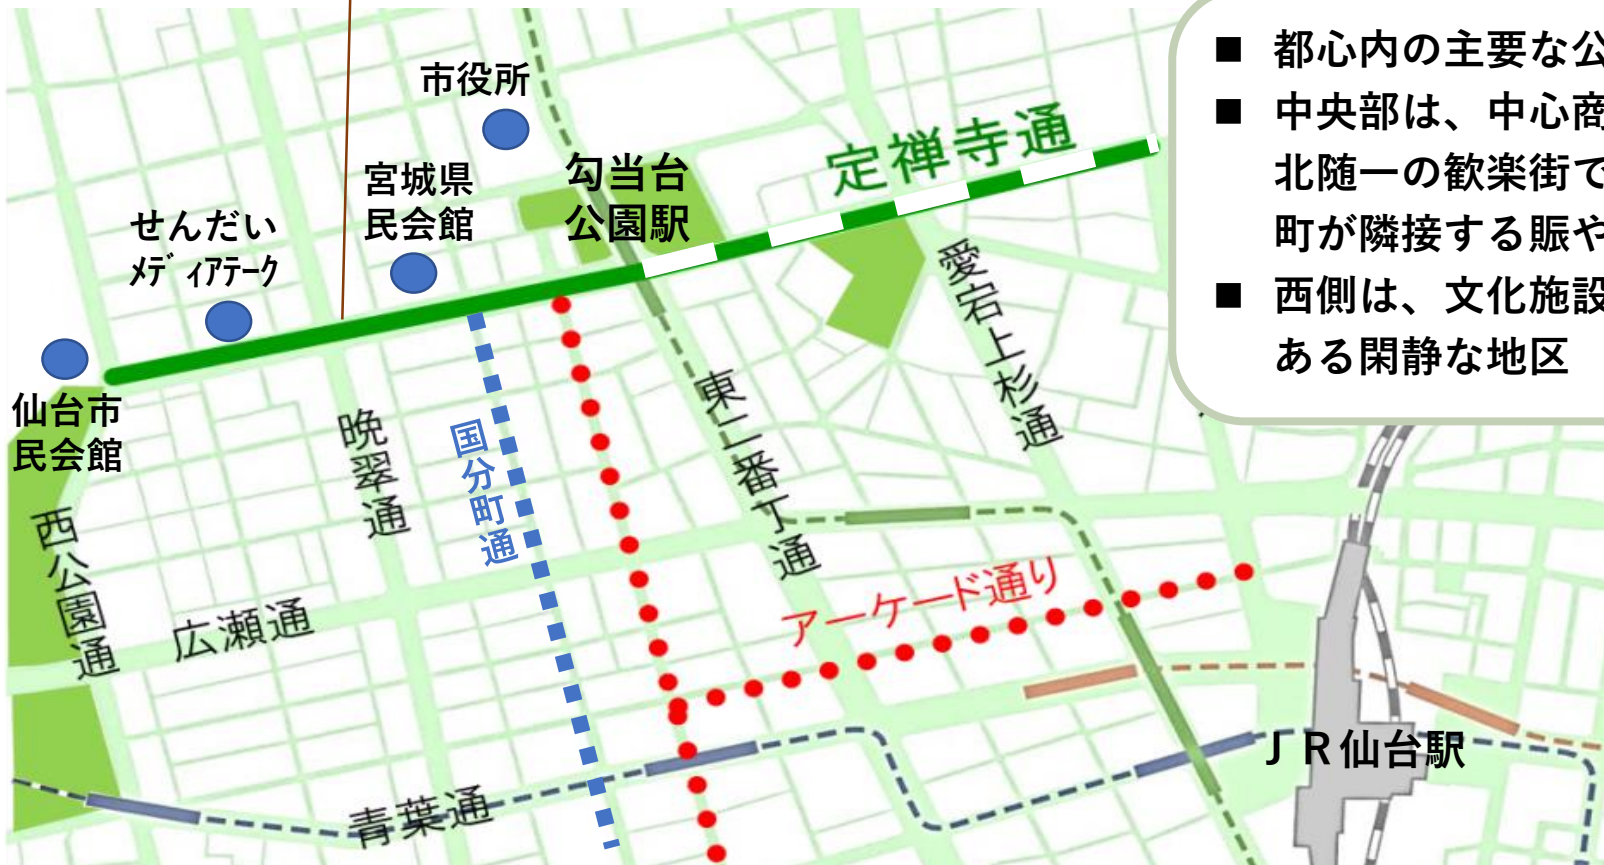 市役所
宮城県
民会館
勾当台
公園駅
定禅寺通
せんだい
ﾒﾃﾞｨｱﾃｰｸ
仙台市
民会館
■ 都心内の主要な公
■ 中央部は、中心商
北随一の歓楽街で
町が隣接する賑や
■ 西側は、文化施設
ある閑静な地区
愛宕上杉通
東二番丁通
晩翠通
国分町通
西公園通
広瀬通
アーケード通り
青葉通
ＪＲ仙台駅